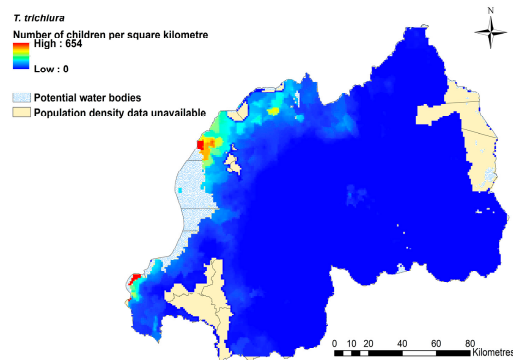 T. trichiura
Number of children per square kilometre
High : 654
Low : 0
Potential water bodies
Population density data unavailable
N
0 10 20 40 60 80
Kilometres